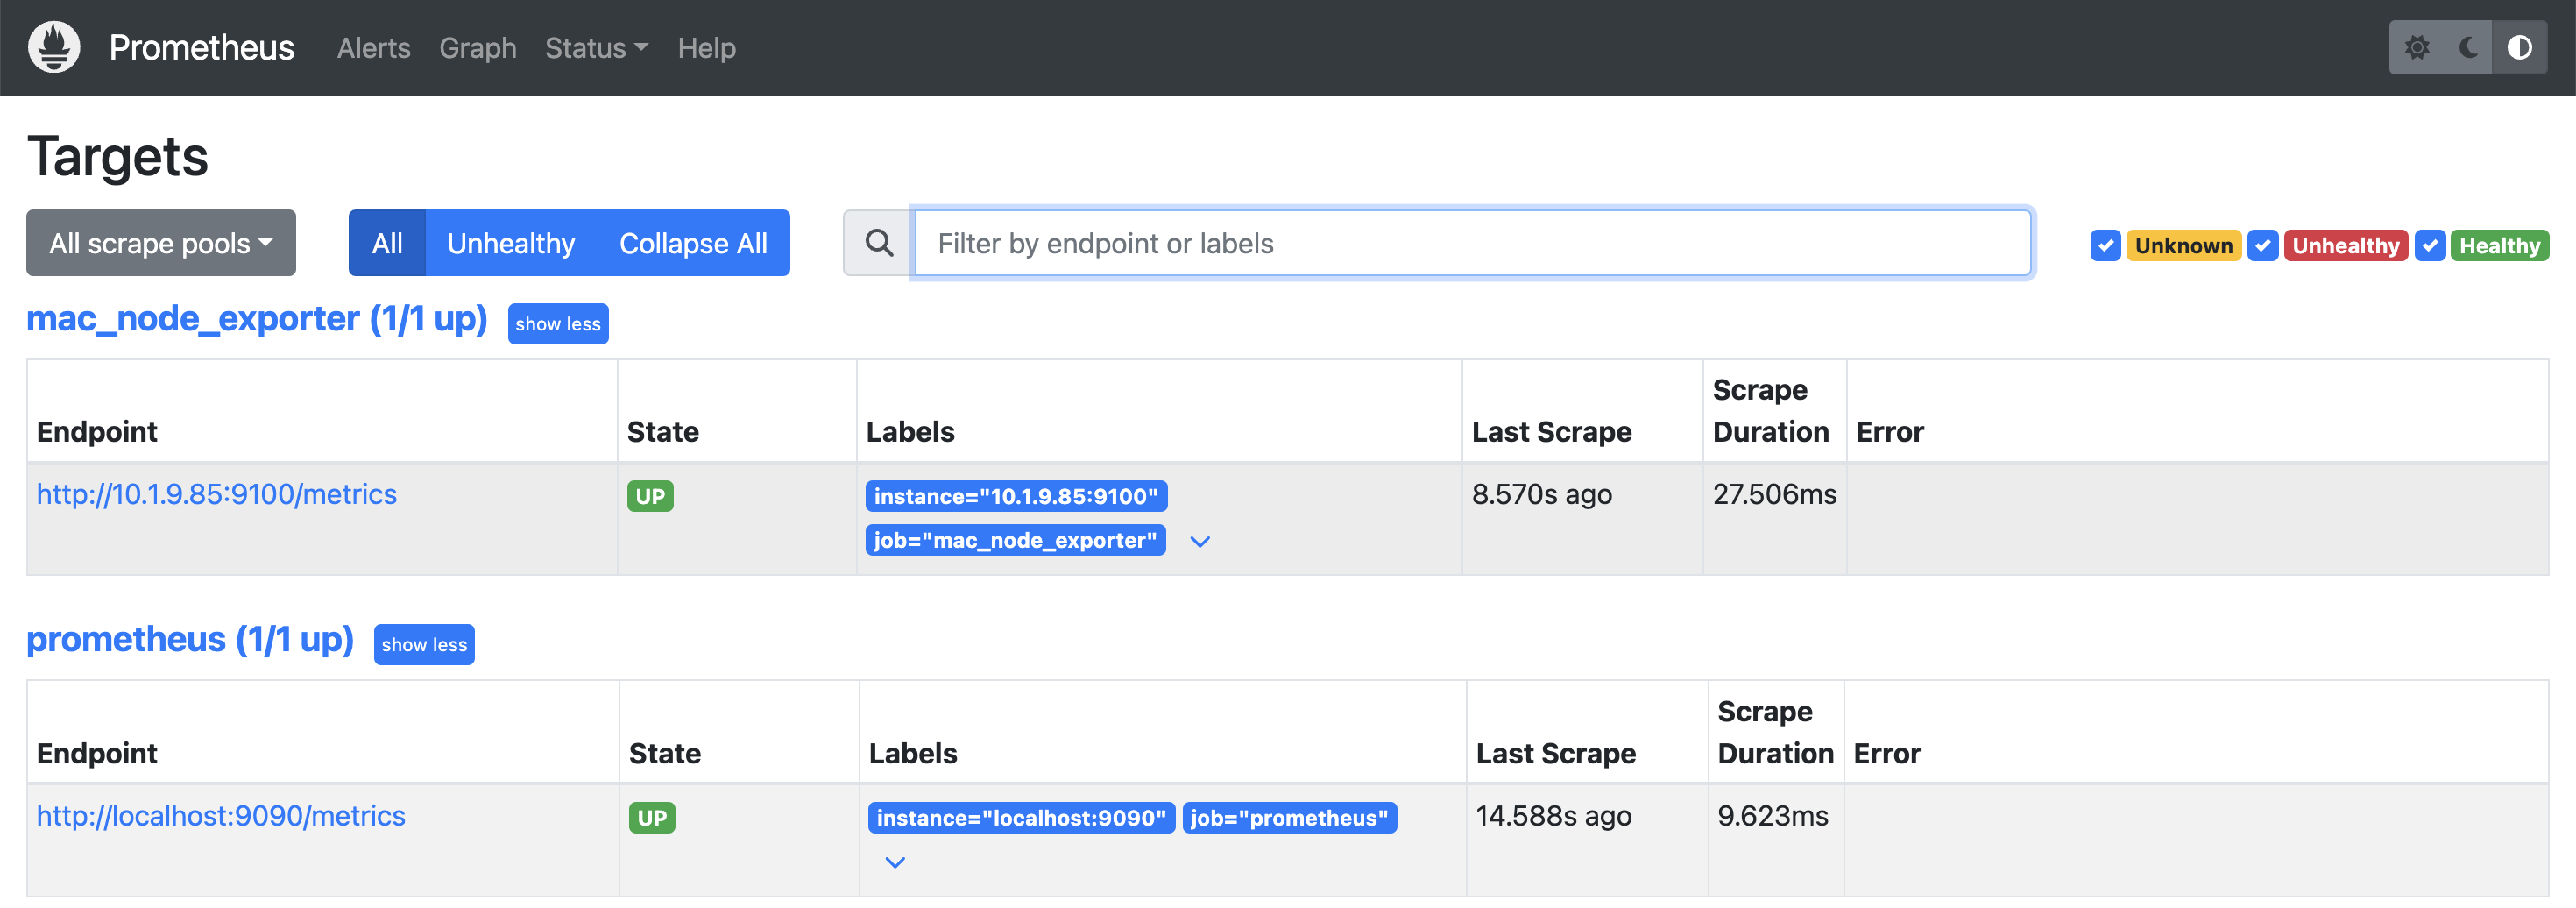 Prometheus Alerts Graph Status Help
Targets
All scrape pools All Unhealthy Collapse All Filter by endpoint or labels Unknown Unhealthy Healthy
mac_node_exporter (1/1 up) show less
Endpoint State Labels Last Scrape Scrape Duration Error
http://10.1.9.85:9100/metrics UP instance="10.1.9.85:9100" 8.570s ago 27.506ms
job="mac_node_exporter"
prometheus (1/1 up) show less
Endpoint State Labels Last Scrape Scrape Duration Error
http://localhost:9090/metrics UP instance="localhost:9090" job="prometheus" 14.588s ago 9.623ms